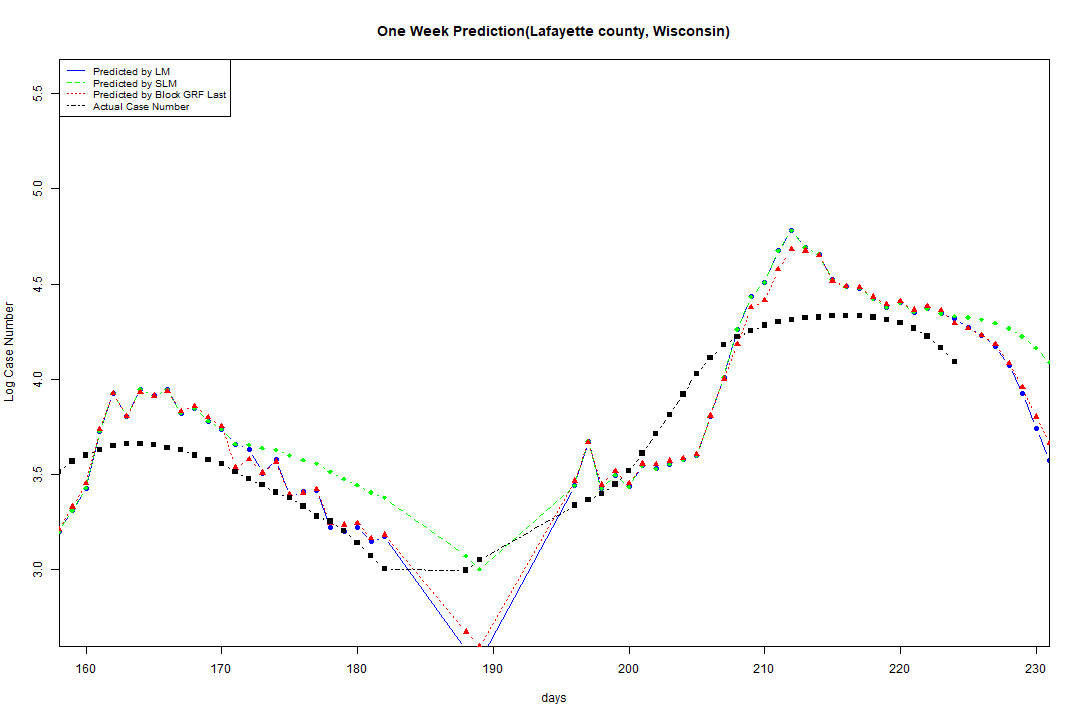 One Week Prediction(Lafayette county, Wisconsin)
Predicted by LM
Predicted by SLM
Predicted by Block GRF Last
Actual Case Number
5.5
5.0
4.5
4.0
3.5
3.0
Log Case Number
160 170 180 190 200 210 220 230
days